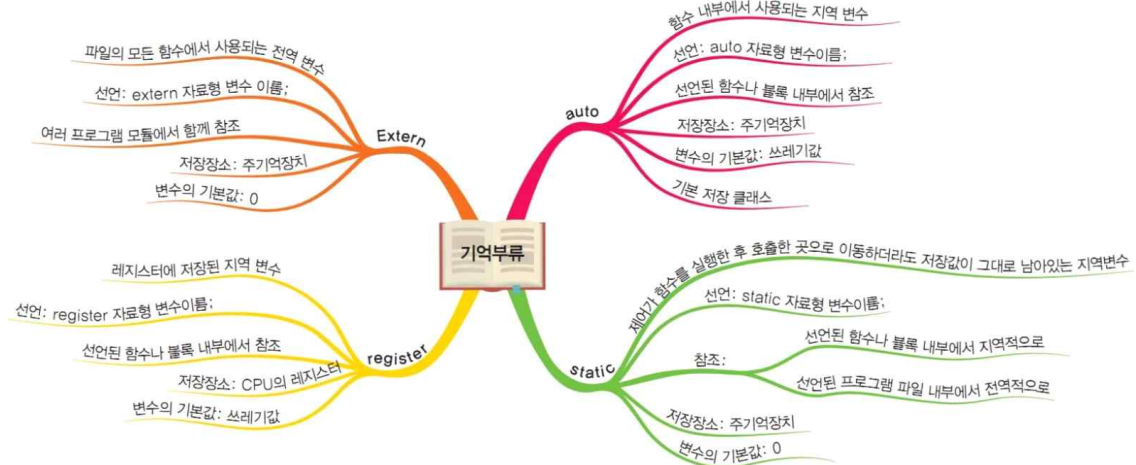 기억부류
auto
함수 내부에서 사용되는 지역 변수
선언: auto 자료형 변수이름;
선언된 함수나 블록 내부에서 참조
저장장소: 주기억장치
변수의 기본값: 쓰레기값
기본 저장 클래스
static
제어가 함수를 실행한 후 호출한 곳으로 이동하더라도 저장값이 그대로 남아있는 지역변수
선언: static 자료형 변수이름;
참조:
선언된 함수나 블록 내부에서 지역적으로
선언된 프로그램 파일 내부에서 전역적으로
저장장소: 주기억장치
변수의 기본값: 0
Extern
파일의 모든 함수에서 사용되는 전역 변수
선언: extern 자료형 변수 이름;
여러 프로그램 모듈에서 함께 참조
저장장소: 주기억장치
변수의 기본값: 0
register
레지스터에 저장된 지역 변수
선언: register 자료형 변수이름;
선언된 함수나 블록 내부에서 참조
저장장소: CPU의 레지스터
변수의 기본값: 쓰레기값